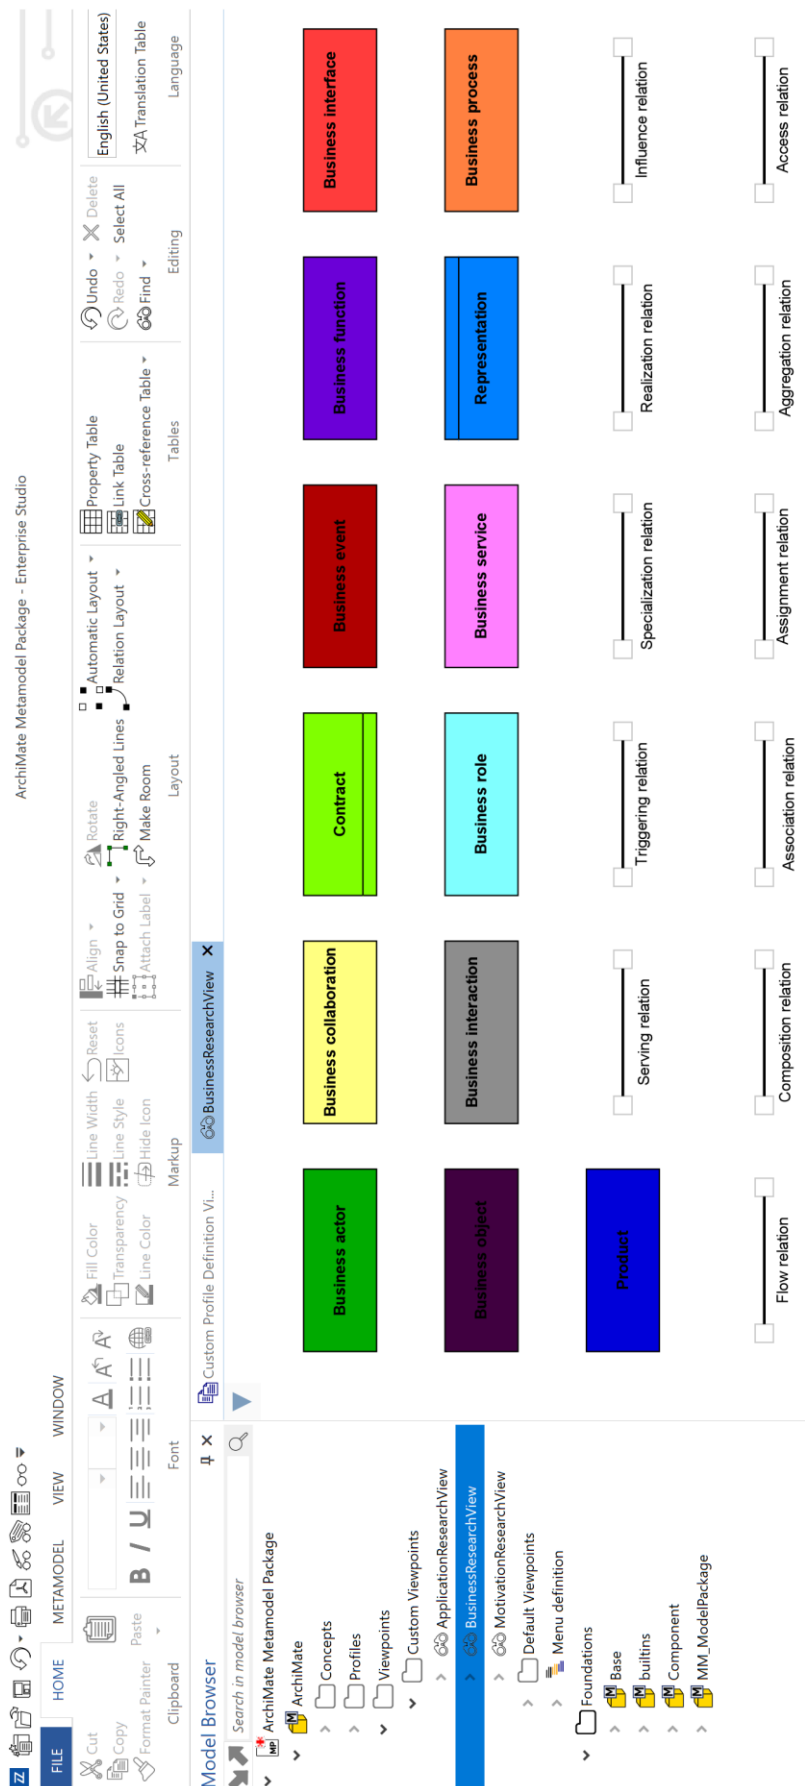 ArchiMate Metamodel Package - Enterprise Studio
FILE HOME METAMODEL VIEW WINDOW
Cut
Copy
Format Painter
Paste
Clipboard
B I U
Font
Fill Color
Transparency
Line Color
Line Width
Line Style
Hide Icon
Reset
Icons
Markup
Align
Snap to Grid
Attach Label
Rotate
Right-Angled Lines
Make Room
Automatic Layout
Relation Layout
Layout
Property Table
Link Table
Cross-reference Table
Tables
Undo
Redo
Find
Delete
Select All
Editing
English (United States)
Translation Table
Language
Model Browser
Search in model browser
ArchiMate Metamodel Package
ArchiMate
Concepts
Profiles
Viewpoints
Custom Viewpoints
ApplicationResearchView
BusinessResearchView
MotivationResearchView
Default Viewpoints
Menu definition
Foundations
Base
builtins
Component
MM_ModelPackage
Custom Profile Definition Vi...
BusinessResearchView
Business actor
Business collaboration
Contract
Business event
Business function
Business interface
Business object
Business interaction
Business role
Business service
Representation
Business process
Product
Serving relation
Triggering relation
Specialization relation
Realization relation
Influence relation
Flow relation
Composition relation
Association relation
Assignment relation
Aggregation relation
Access relation